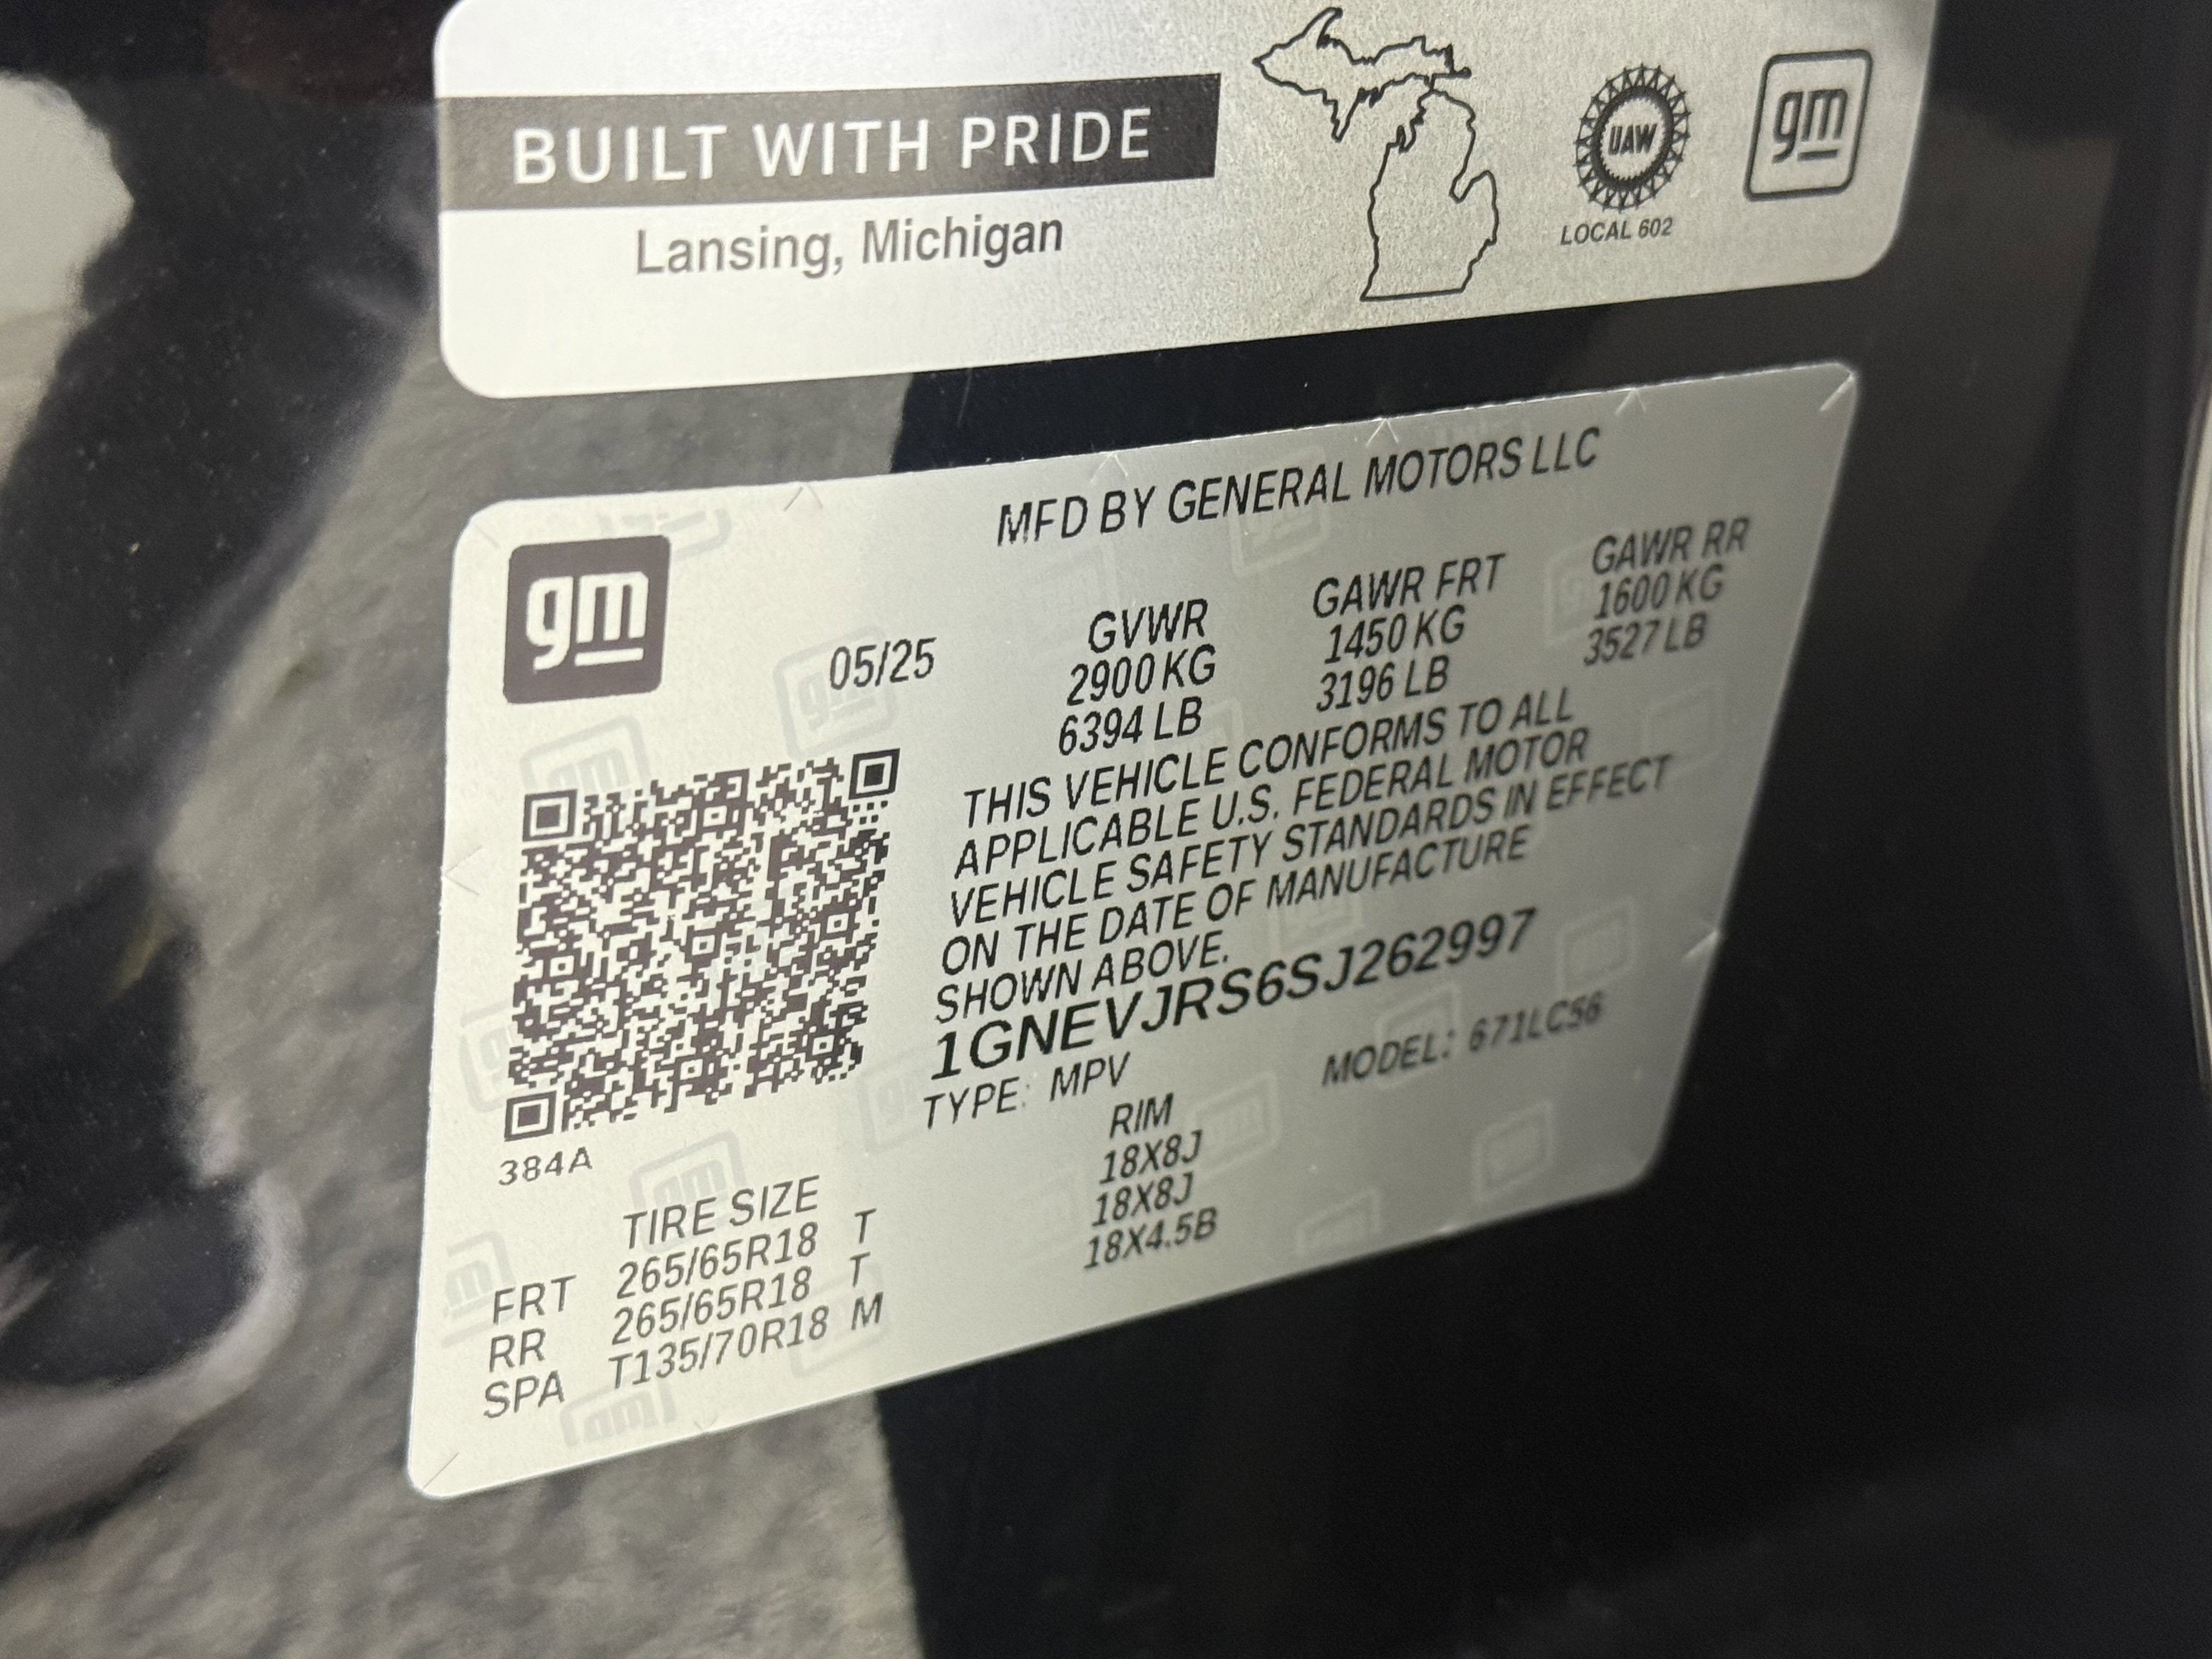 BUILT WITH PRIDE
Lansing, Michigan
UAW
LOCAL 602
gm
MFD BY GENERAL MOTORS LLC
gm
05/25
GVWR GAWR FRT GAWR RR
2900 KG 1450 KG 1600 KG
6394 LB 3196 LB 3527 LB
THIS VEHICLE CONFORMS TO ALL
APPLICABLE U.S. FEDERAL MOTOR
VEHICLE SAFETY STANDARDS IN EFFECT
ON THE DATE OF MANUFACTURE
SHOWN ABOVE.
1GNEVJRS6SJ262997
TYPE: MPV MODEL: 671LC56
384A
TIRE SIZE RIM
FRT 265/65R18 T 18X8J
RR 265/65R18 T 18X8J
SPA T135/70R18 M 18X4.5B